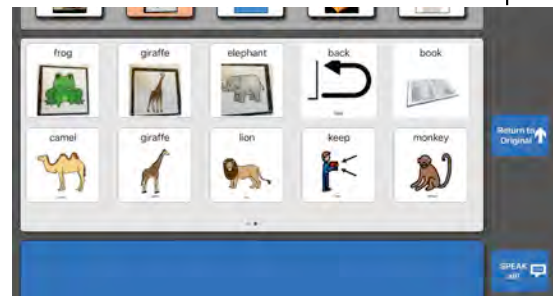 frog giraffe elephant back book
camel giraffe lion keep monkey
Return to
Original
SPEAK
all!